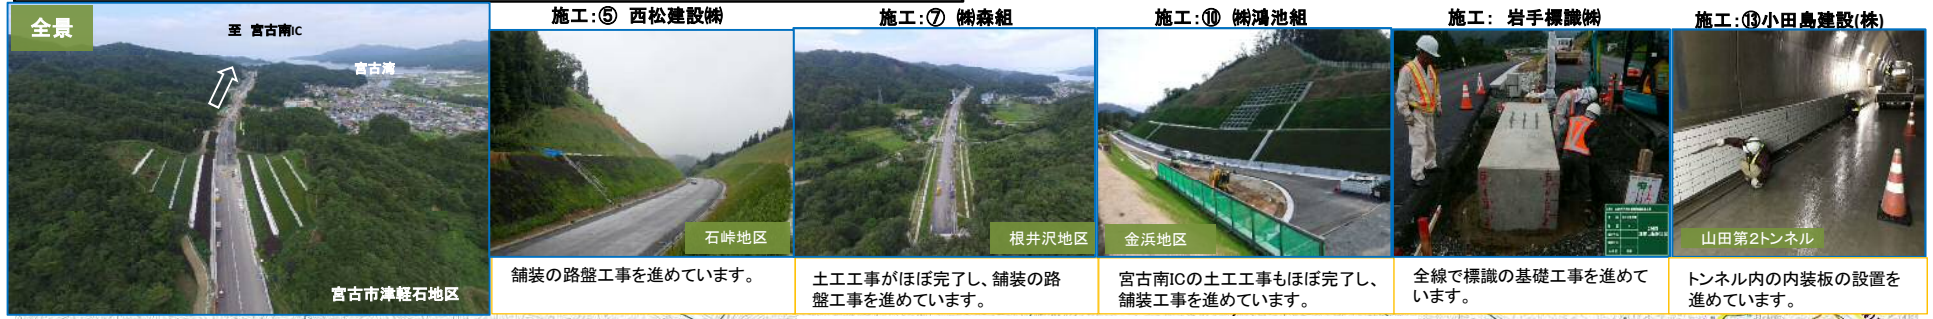 全景
至 宮古南IC
宮古湾
宮古市津軽石地区
施工:⑤ 西松建設㈱
石峠地区
舗装の路盤工事を進めています。
施工:⑦ ㈱森組
根井沢地区
土工工事がほぼ完了し、舗装の路
盤工事を進めています。
施工:⑩ ㈱鴻池組
金浜地区
宮古南ICの土工工事もほぼ完了し、
舗装工事を進めています。
施工: 岩手標識㈱
全線で標識の基礎工事を進めて
います。
施工:⑬小田島建設(株)
山田第2トンネル
トンネル内の内装板の設置を
進めています。